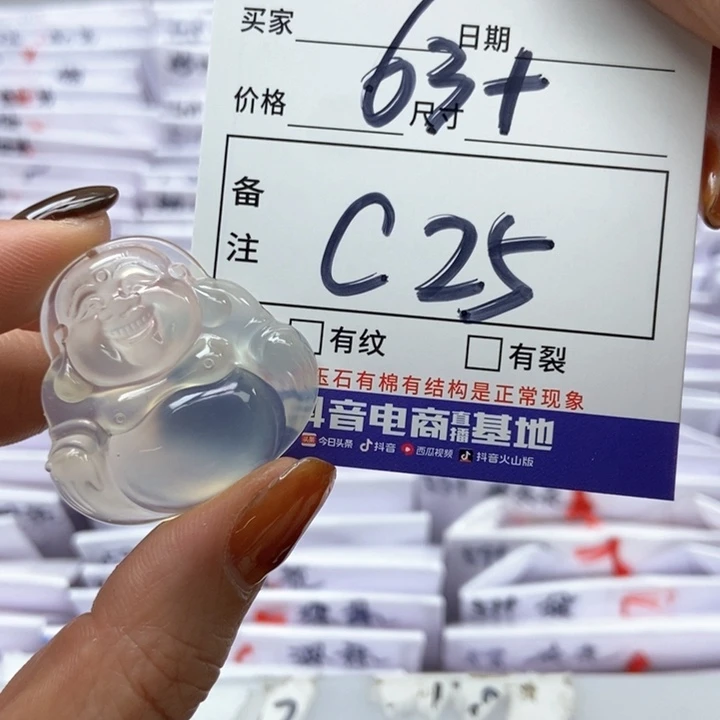 买家 日期
63+
价格 尺寸
备注
C25
有纹 有裂
玉石有棉有结构是正常现象
抖音电商直播基地
今日头条 抖音 西瓜视频 抖音火山版